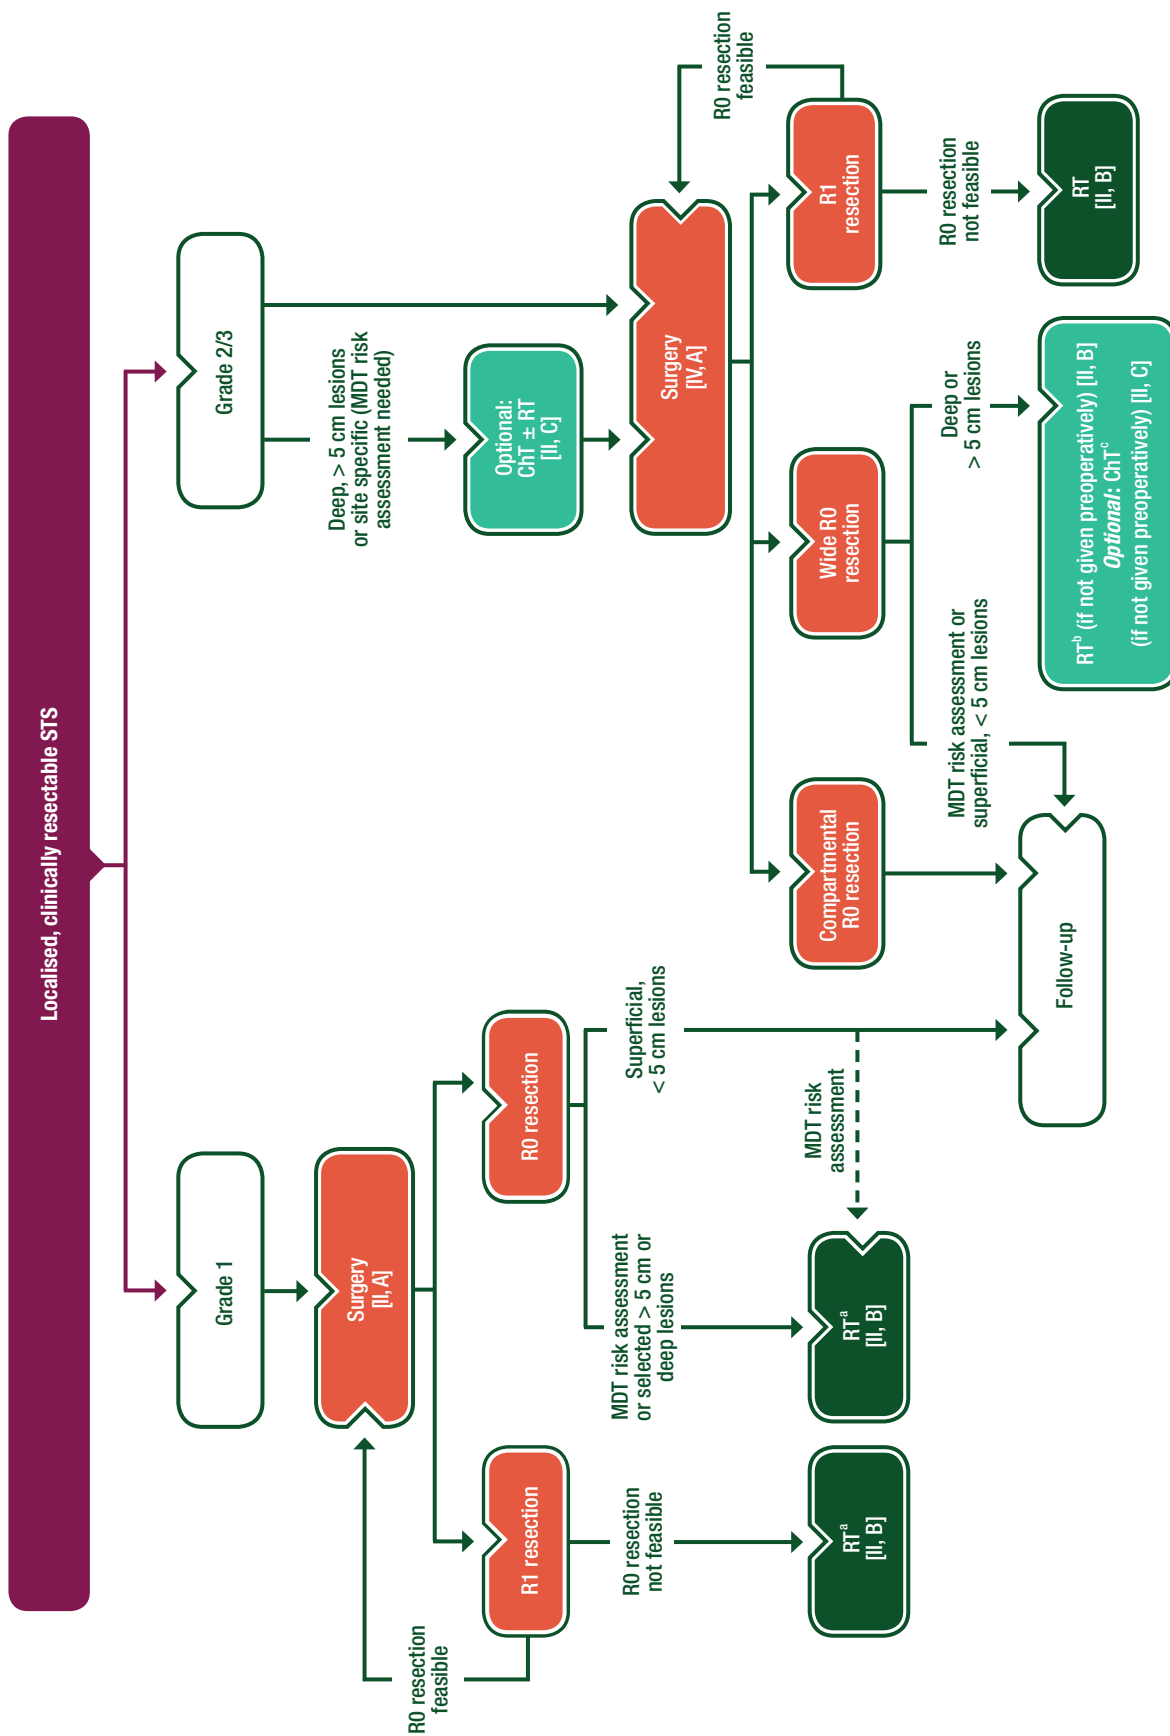 Localised, clinically resectable STS
Grade 1
Grade 2/3
Deep, > 5 cm lesions
or site specific (MDT risk
assessment needed)
Surgery
[II, A]
Optional:
ChT ± RT
[II, C]
R0 resection
feasible
R1 resection
R0 resection
Surgery
[IV, A]
R0 resection
feasible
R0 resection
not feasible
MDT risk assessment
or selected > 5 cm or
deep lesions
Superficial,
< 5 cm lesions
Compartmental
R0 resection
Wide R0
resection
R1
resection
RTᵃ
[II, B]
RTᵃ
[II, B]
MDT risk
assessment
MDT risk assessment or
superficial, < 5 cm lesions
Deep or
> 5 cm lesions
R0 resection
not feasible
Follow-up
RTᵇ (if not given preoperatively) [II, B]
Optional: ChTᶜ
(if not given preoperatively) [II, C]
RT
[II, B]